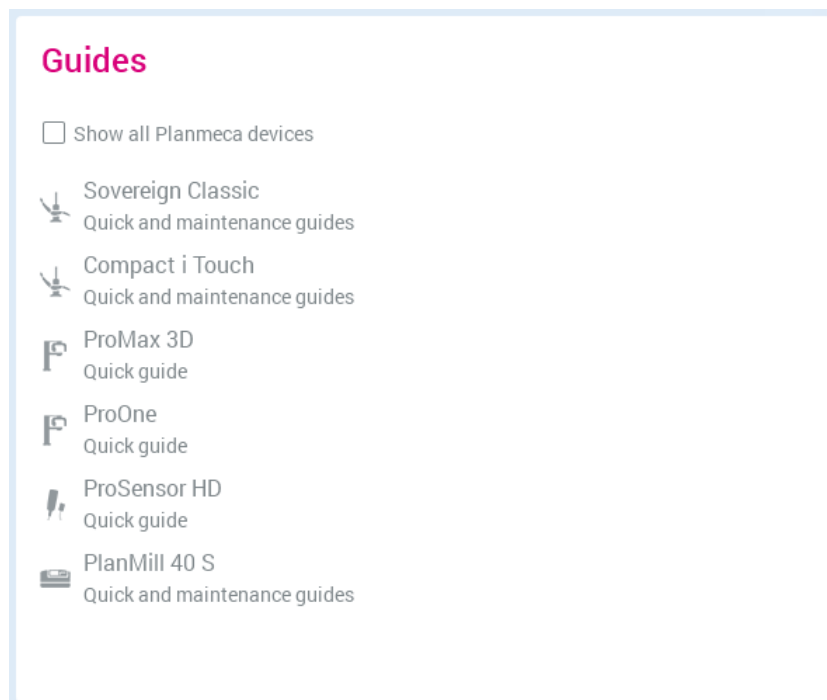 Guides
Show all Planmeca devices
Sovereign Classic
Quick and maintenance guides
Compact i Touch
Quick and maintenance guides
ProMax 3D
Quick guide
ProOne
Quick guide
ProSensor HD
Quick guide
PlanMill 40 S
Quick and maintenance guides